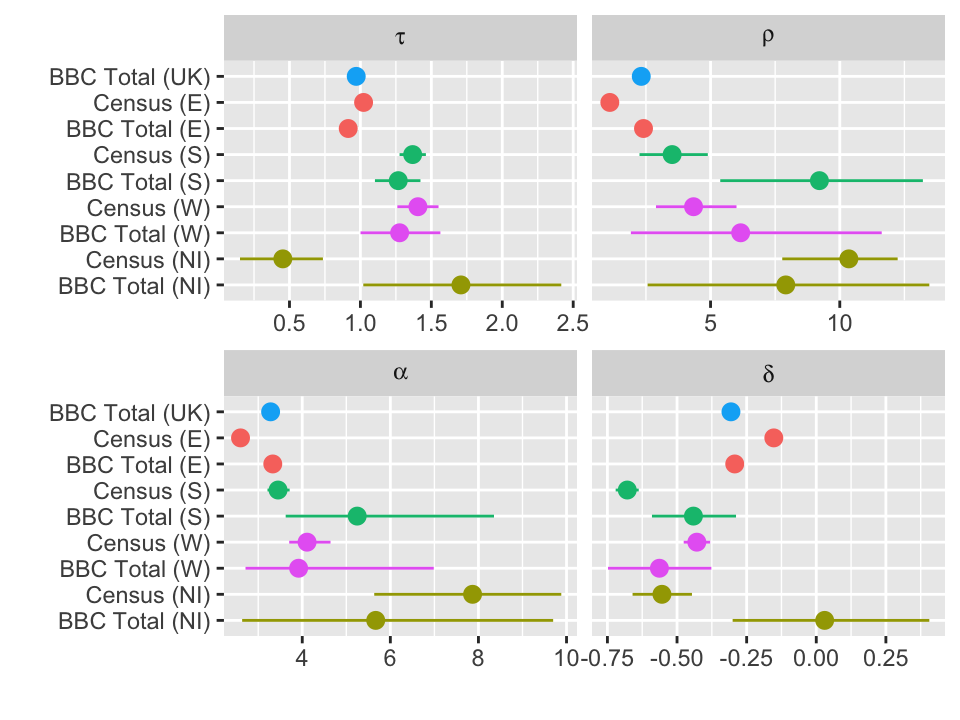 τ ρ
BBC Total (UK)
Census (E)
BBC Total (E)
Census (S)
BBC Total (S)
Census (W)
BBC Total (W)
Census (NI)
BBC Total (NI)
0.5 1.0 1.5 2.0 2.5 5 10
α δ
BBC Total (UK)
Census (E)
BBC Total (E)
Census (S)
BBC Total (S)
Census (W)
BBC Total (W)
Census (NI)
BBC Total (NI)
4 6 8 10 -0.75 -0.50 -0.25 0.00 0.25